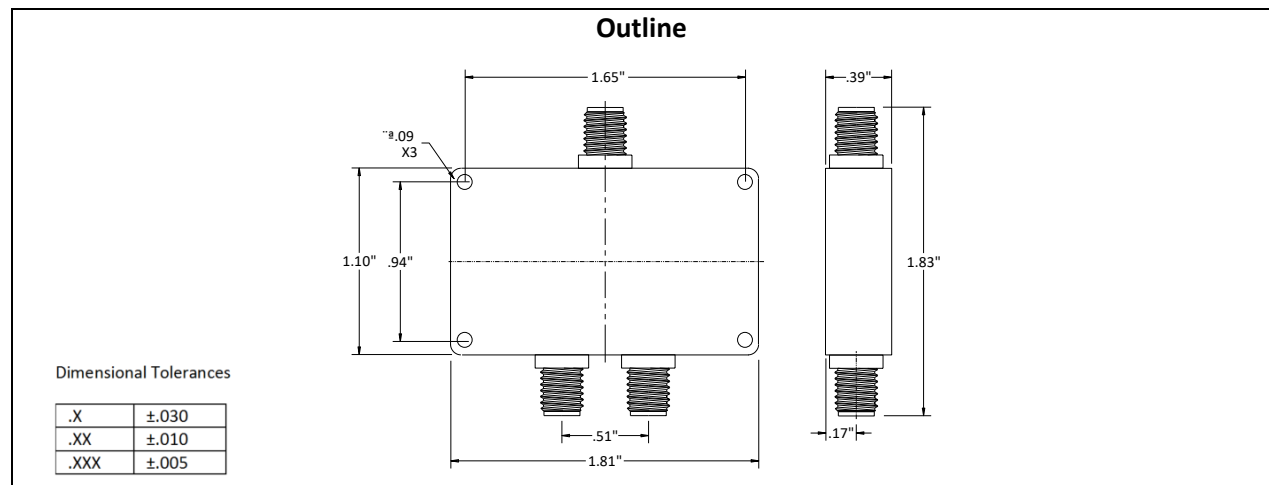 Outline
1.65"
.39"
¨ª.09
X3
1.10"
.94"
1.83"
.51"
.17"
1.81"
Dimensional Tolerances
.X ±.030
.XX ±.010
.XXX ±.005